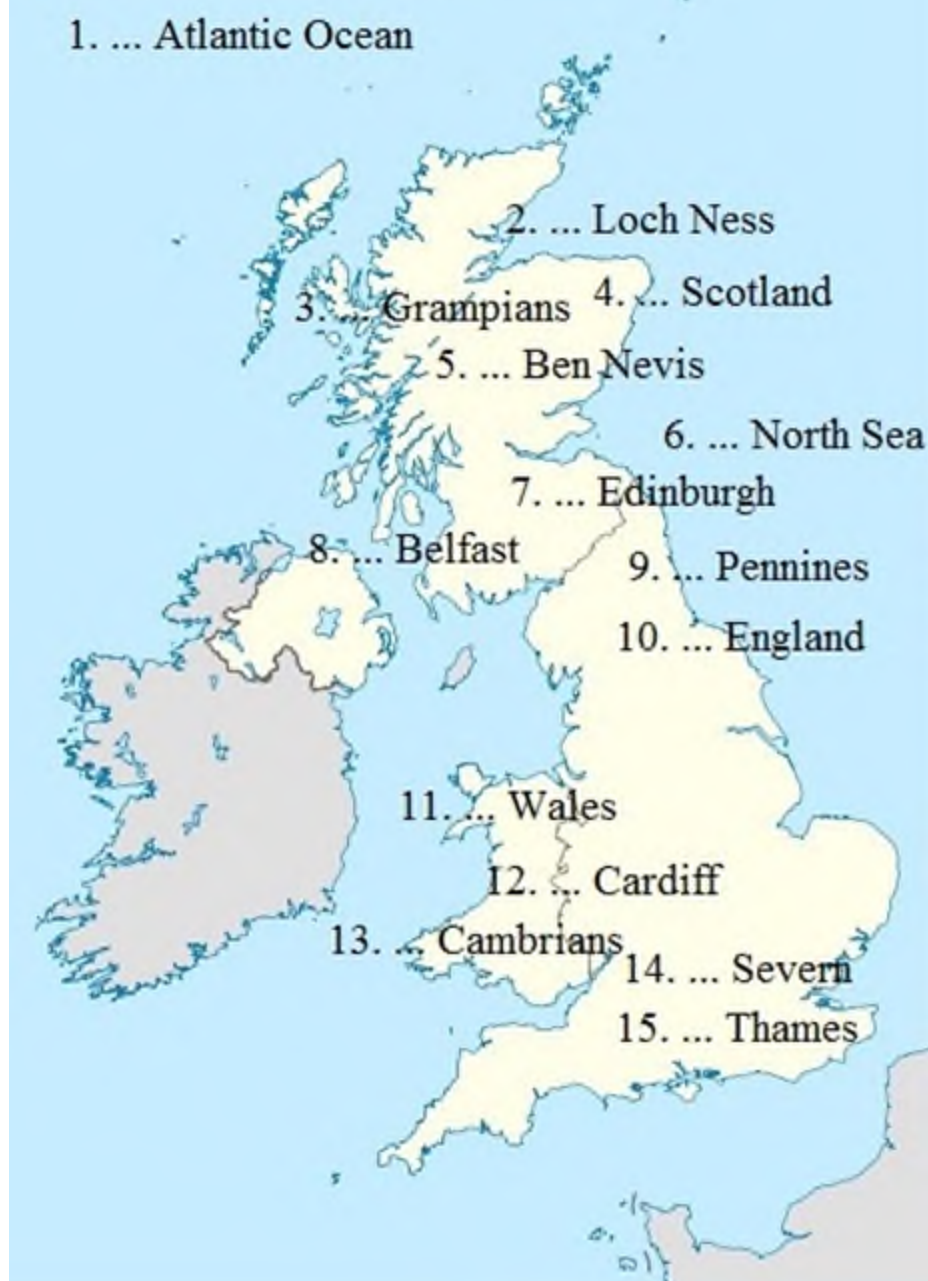 1. ... Atlantic Ocean
2. ... Loch Ness
3. ... Grampians
4. ... Scotland
5. ... Ben Nevis
6. ... North Sea
7. ... Edinburgh
8. ... Belfast
9. ... Pennines
10. ... England
11. ... Wales
12. ... Cardiff
13. ... Cambrians
14. ... Severn
15. ... Thames